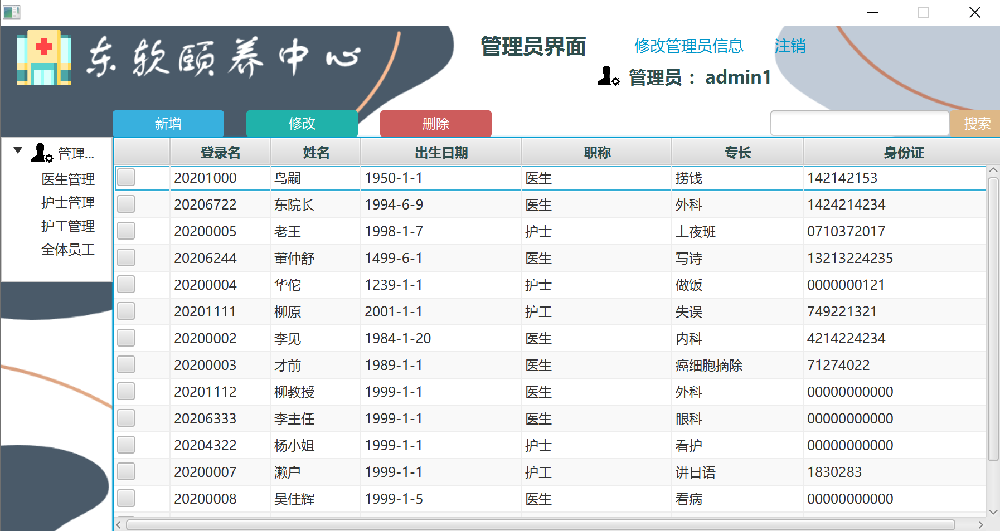 东软颐养中心
管理员界面 修改管理员信息 注销
管理员： admin1
新增 修改 删除 搜索
管理...
医生管理
护士管理
护工管理
全体员工
登录名 姓名 出生日期 职称 专长 身份证
20201000 鸟嗣 1950-1-1 医生 捞钱 142142153
20206722 东院长 1994-6-9 医生 外科 1424214234
20200005 老王 1998-1-7 护士 上夜班 0710372017
20206244 董仲舒 1499-6-1 医生 写诗 13213224235
20200004 华佗 1239-1-1 护士 做饭 0000000121
20201111 柳原 2001-1-1 护工 失误 749221321
20200002 李见 1984-1-20 医生 内科 4214224234
20200003 才前 1989-1-1 医生 癌细胞摘除 71274022
20201112 柳教授 1999-1-1 医生 外科 00000000000
20206333 李主任 1999-1-1 医生 眼科 00000000000
20204322 杨小姐 1999-1-1 护士 看护 00000000000
20200007 濑户 1999-1-1 护工 讲日语 1830283
20200008 吴佳辉 1999-1-5 医生 看病 00000000000